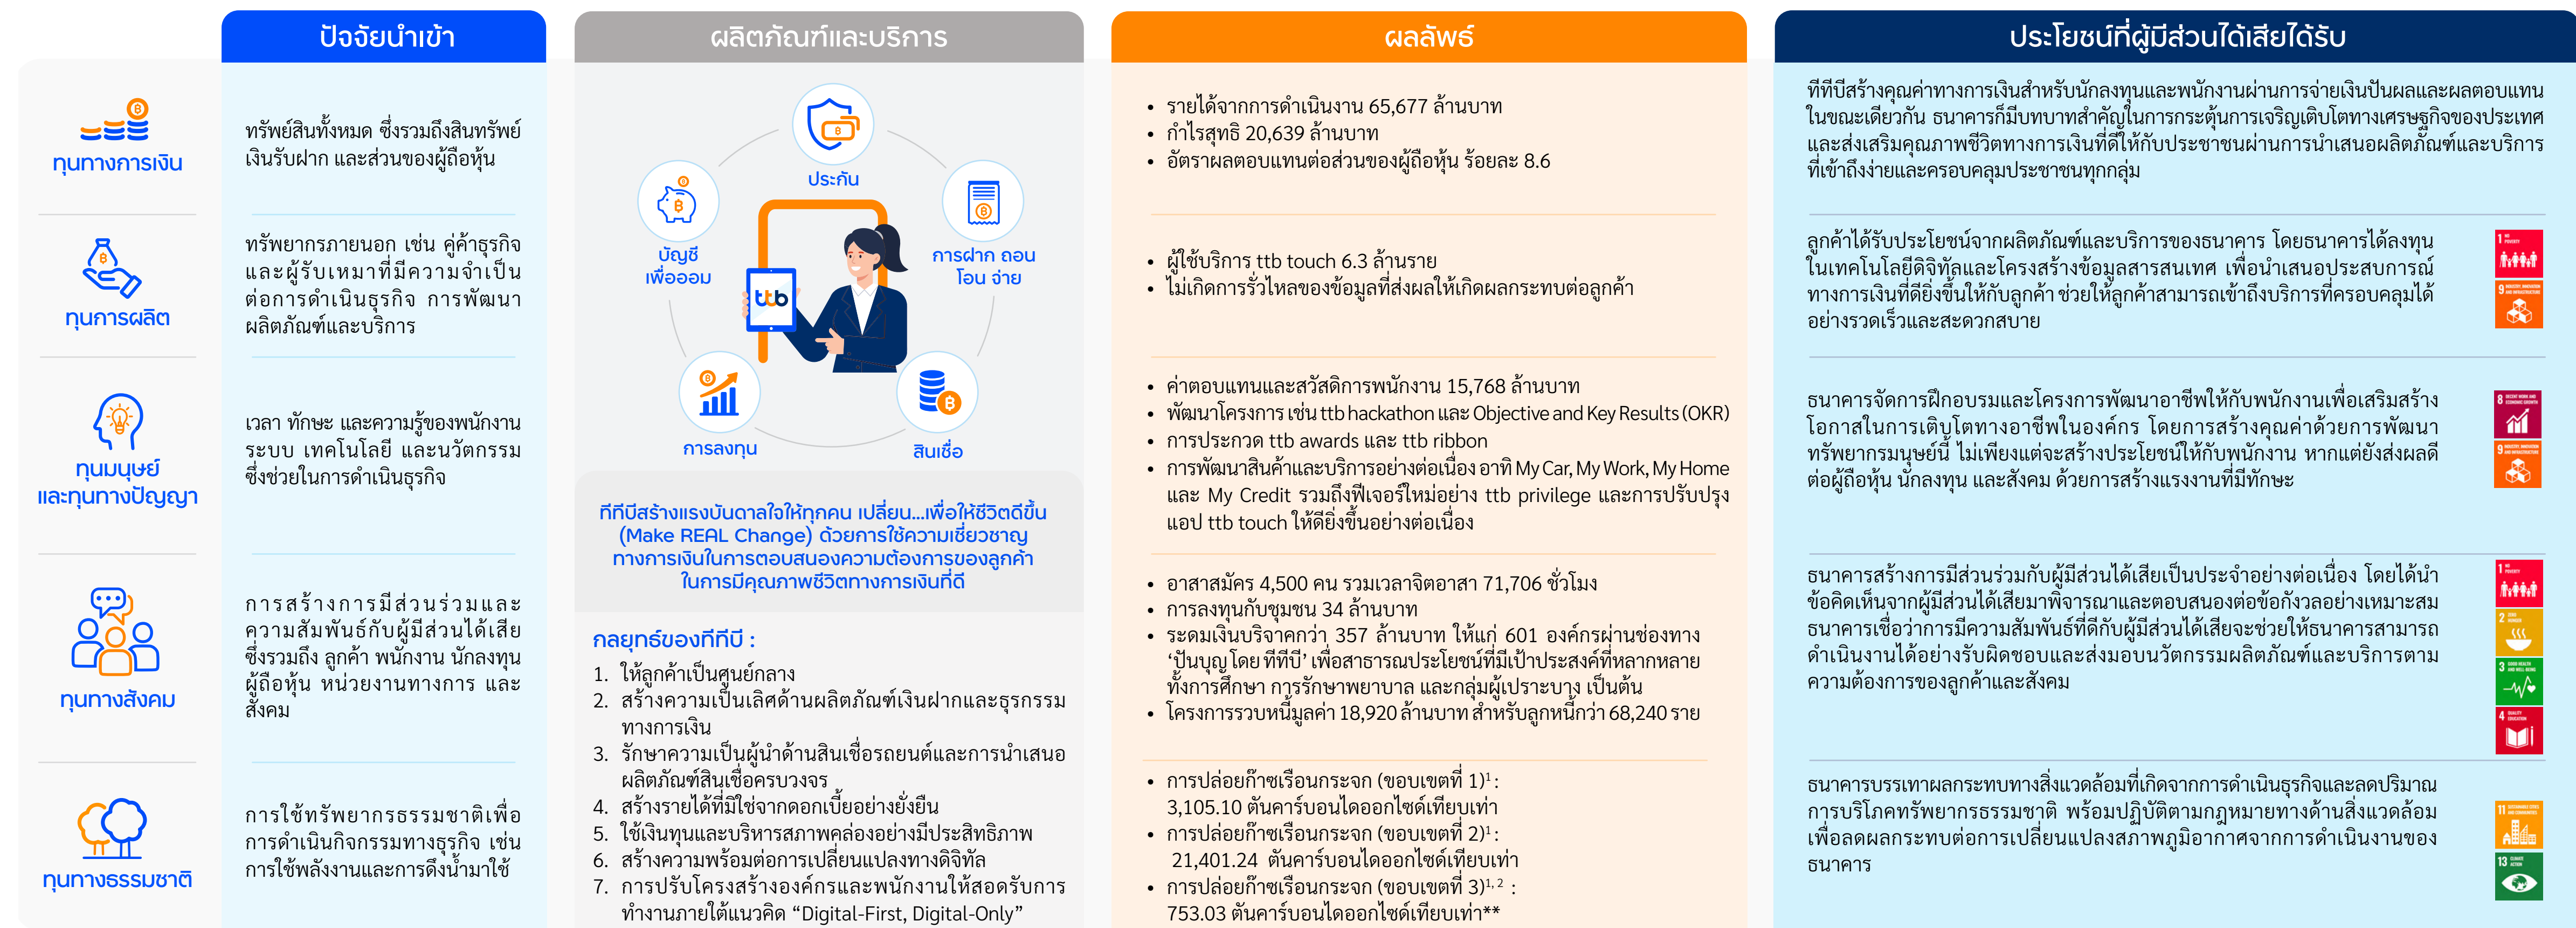 ปัจจัยนำเข้า
ผลิตภัณฑ์และบริการ
ผลลัพธ์
ประโยชน์ที่ผู้มีส่วนได้เสียได้รับ
ทุนทางการเงิน
ทรัพย์สินทั้งหมด ซึ่งรวมถึงสินทรัพย์
เงินรับฝาก และส่วนของผู้ถือหุ้น
ทุนการผลิต
ทรัพยากรภายนอก เช่น คู่ค้าธุรกิจ
และผู้รับเหมาที่มีความจำเป็น
ต่อการดำเนินธุรกิจ การพัฒนา
ผลิตภัณฑ์และบริการ
ทุนมนุษย์
และทุนทางปัญญา
เวลา ทักษะ และความรู้ของพนักงาน
ระบบ เทคโนโลยี และนวัตกรรม
ซึ่งช่วยในการดำเนินธุรกิจ
ทุนทางสังคม
การสร้างการมีส่วนร่วมและ
ความสัมพันธ์กับผู้มีส่วนได้เสีย
ซึ่งรวมถึง ลูกค้า พนักงาน นักลงทุน
ผู้ถือหุ้น หน่วยงานทางการ และ
สังคม
ทุนทางธรรมชาติ
การใช้ทรัพยากรธรรมชาติเพื่อ
การดำเนินกิจกรรมทางธุรกิจ เช่น
การใช้พลังงานและการดึงน้ำมาใช้
ประกัน
บัญชี
เพื่อออม
การฝาก ถอน
โอน จ่าย
ttb
การลงทุน
สินเชื่อ
ทีทีบีสร้างแรงบันดาลใจให้ทุกคน เปลี่ยน...เพื่อให้ชีวิตดีขึ้น
(Make REAL Change) ด้วยการใช้ความเชี่ยวชาญ
ทางการเงินในการตอบสนองความต้องการของลูกค้า
ในการมีคุณภาพชีวิตทางการเงินที่ดี
กลยุทธ์ของทีทีบี :
1. ให้ลูกค้าเป็นศูนย์กลาง
2. สร้างความเป็นเลิศด้านผลิตภัณฑ์เงินฝากและธุรกรรม
ทางการเงิน
3. รักษาความเป็นผู้นำด้านสินเชื่อรถยนต์และการนำเสนอ
ผลิตภัณฑ์สินเชื่อครบวงจร
4. สร้างรายได้ที่มิใช่จากดอกเบี้ยอย่างยั่งยืน
5. ใช้เงินทุนและบริหารสภาพคล่องอย่างมีประสิทธิภาพ
6. สร้างความพร้อมต่อการเปลี่ยนแปลงทางดิจิทัล
7. การปรับโครงสร้างองค์กรและพนักงานให้สอดรับการ
ทำงานภายใต้แนวคิด “Digital-First, Digital-Only”
• รายได้จากการดำเนินงาน 65,677 ล้านบาท
• กำไรสุทธิ 20,639 ล้านบาท
• อัตราผลตอบแทนต่อส่วนของผู้ถือหุ้น ร้อยละ 8.6
• ผู้ใช้บริการ ttb touch 6.3 ล้านราย
• ไม่เกิดการรั่วไหลของข้อมูลที่ส่งผลให้เกิดผลกระทบต่อลูกค้า
• ค่าตอบแทนและสวัสดิการพนักงาน 15,768 ล้านบาท
• พัฒนาโครงการ เช่น ttb hackathon และ Objective and Key Results (OKR)
• การประกวด ttb awards และ ttb ribbon
• การพัฒนาสินค้าและบริการอย่างต่อเนื่อง อาทิ My Car, My Work, My Home
และ My Credit รวมถึงฟีเจอร์ใหม่อย่าง ttb privilege และการปรับปรุง
แอป ttb touch ให้ดียิ่งขึ้นอย่างต่อเนื่อง
• อาสาสมัคร 4,500 คน รวมเวลาจิตอาสา 71,706 ชั่วโมง
• การลงทุนกับชุมชน 34 ล้านบาท
• ระดมเงินบริจาคกว่า 357 ล้านบาท ให้แก่ 601 องค์กรผ่านช่องทาง
‘ปันบุญ โดย ทีทีบี’ เพื่อสาธารณประโยชน์ที่มีเป้าประสงค์ที่หลากหลาย
ทั้งการศึกษา การรักษาพยาบาล และกลุ่มผู้เปราะบาง เป็นต้น
• โครงการรวบหนี้มูลค่า 18,920 ล้านบาท สำหรับลูกหนี้กว่า 68,240 ราย
• การปล่อยก๊าซเรือนกระจก (ขอบเขตที่ 1)¹ :
3,105.10 ตันคาร์บอนไดออกไซด์เทียบเท่า
• การปล่อยก๊าซเรือนกระจก (ขอบเขตที่ 2)¹ :
21,401.24 ตันคาร์บอนไดออกไซด์เทียบเท่า
• การปล่อยก๊าซเรือนกระจก (ขอบเขตที่ 3)¹, ² :
753.03 ตันคาร์บอนไดออกไซด์เทียบเท่า**
ทีทีบีสร้างคุณค่าทางการเงินสำหรับนักลงทุนและพนักงานผ่านการจ่ายเงินปันผลและผลตอบแทน
ในขณะเดียวกัน ธนาคารก็มีบทบาทสำคัญในการกระตุ้นการเจริญเติบโตทางเศรษฐกิจของประเทศ
และส่งเสริมคุณภาพชีวิตทางการเงินที่ดีให้กับประชาชนผ่านการนำเสนอผลิตภัณฑ์และบริการ
ที่เข้าถึงง่ายและครอบคลุมประชาชนทุกกลุ่ม
ลูกค้าได้รับประโยชน์จากผลิตภัณฑ์และบริการของธนาคาร โดยธนาคารได้ลงทุน
ในเทคโนโลยีดิจิทัลและโครงสร้างข้อมูลสารสนเทศ เพื่อนำเสนอประสบการณ์
ทางการเงินที่ดียิ่งขึ้นให้กับลูกค้า ช่วยให้ลูกค้าสามารถเข้าถึงบริการที่ครอบคลุมได้
อย่างรวดเร็วและสะดวกสบาย
1 NO POVERTY
9 INDUSTRY, INNOVATION AND INFRASTRUCTURE
ธนาคารจัดการฝึกอบรมและโครงการพัฒนาอาชีพให้กับพนักงานเพื่อเสริมสร้าง
โอกาสในการเติบโตทางอาชีพในองค์กร โดยการสร้างคุณค่าด้วยการพัฒนา
ทรัพยากรมนุษย์นี้ ไม่เพียงแต่จะสร้างประโยชน์ให้กับพนักงาน หากแต่ยังส่งผลดี
ต่อผู้ถือหุ้น นักลงทุน และสังคม ด้วยการสร้างแรงงานที่มีทักษะ
8 DECENT WORK AND ECONOMIC GROWTH
9 INDUSTRY, INNOVATION AND INFRASTRUCTURE
ธนาคารสร้างการมีส่วนร่วมกับผู้มีส่วนได้เสียเป็นประจำอย่างต่อเนื่อง โดยได้นำ
ข้อคิดเห็นจากผู้มีส่วนได้เสียมาพิจารณาและตอบสนองต่อข้อกังวลอย่างเหมาะสม
ธนาคารเชื่อว่าการมีความสัมพันธ์ที่ดีกับผู้มีส่วนได้เสียจะช่วยให้ธนาคารสามารถ
ดำเนินงานได้อย่างรับผิดชอบและส่งมอบนวัตกรรมผลิตภัณฑ์และบริการตาม
ความต้องการของลูกค้าและสังคม
1 NO POVERTY
2 ZERO HUNGER
3 GOOD HEALTH AND WELL-BEING
4 QUALITY EDUCATION
ธนาคารบรรเทาผลกระทบทางสิ่งแวดล้อมที่เกิดจากการดำเนินธุรกิจและลดปริมาณ
การบริโภคทรัพยากรธรรมชาติ พร้อมปฏิบัติตามกฎหมายทางด้านสิ่งแวดล้อม
เพื่อลดผลกระทบต่อการเปลี่ยนแปลงสภาพภูมิอากาศจากการดำเนินงานของ
ธนาคาร
11 SUSTAINABLE CITIES AND COMMUNITIES
13 CLIMATE ACTION